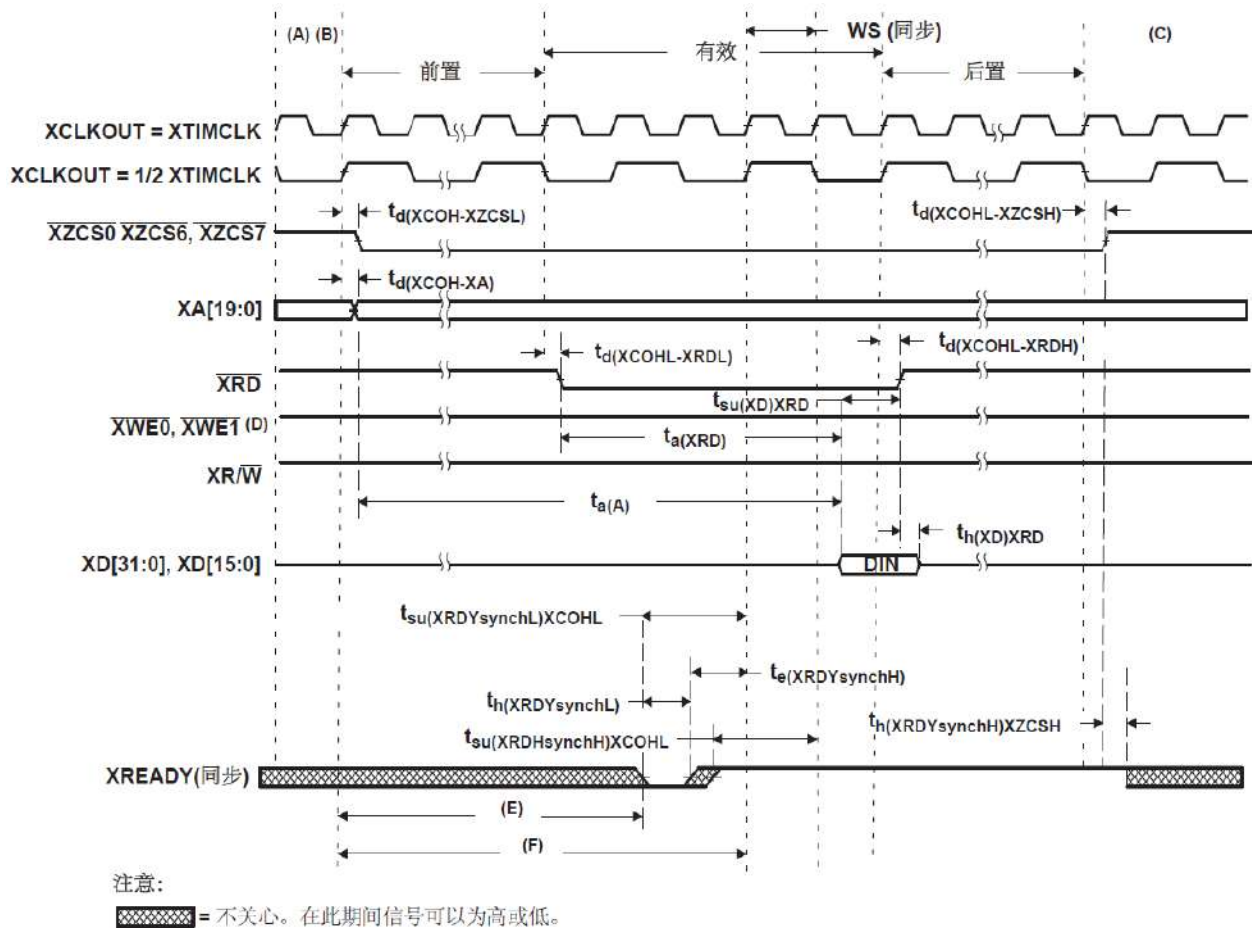 (A) (B)
WS (同步)
(C)
有效
前置
后置
XCLKOUT = XTIMCLK
XCLKOUT = 1/2 XTIMCLK
td(XCOH-XZCSL)
td(XCOHL-XZCSH)
XZCS0 XZCS6, XZCS7
td(XCOH-XA)
XA[19:0]
td(XCOHL-XRDL)
td(XCOHL-XRDH)
XRD
tsu(XD)XRD
XWE0, XWE1 (D)
ta(XRD)
XR/W
ta(A)
th(XD)XRD
XD[31:0], XD[15:0]
DIN
tsu(XRDYsynchL)XCOHL
te(XRDYsynchH)
th(XRDYsynchL)
th(XRDYsynchH)XZCSH
tsu(XRDHsynchH)XCOHL
XREADY(同步)
(E)
(F)
注意:
= 不关心。在此期间信号可以为高或低。